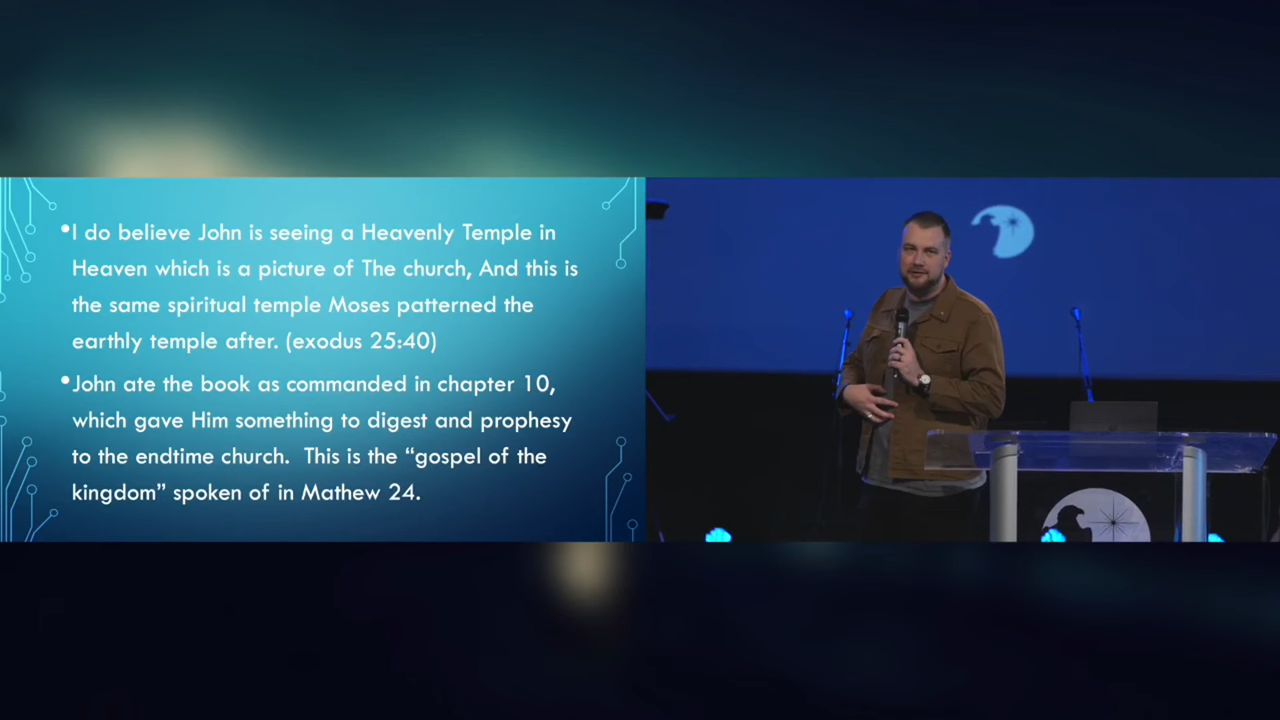 •I do believe John is seeing a Heavenly Temple in
Heaven which is a picture of The church, And this is
the same spiritual temple Moses patterned the
earthly temple after. (exodus 25:40)
•John ate the book as commanded in chapter 10,
which gave Him something to digest and prophesy
to the endtime church.  This is the “gospel of the
kingdom” spoken of in Mathew 24.